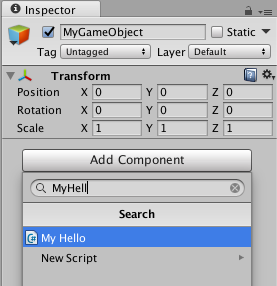 Inspector
MyGameObject Static
Tag Untagged Layer Default
Transform
Position X 0 Y 0 Z 0
Rotation X 0 Y 0 Z 0
Scale X 1 Y 1 Z 1
Add Component
MyHell
Search
My Hello
New Script